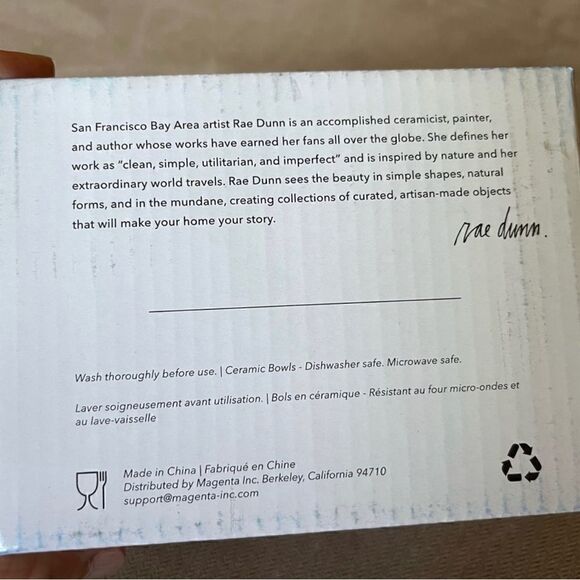 San Francisco Bay Area artist Rae Dunn is an accomplished ceramicist, painter,
and author whose works have earned her fans all over the globe. She defines her
work as “clean, simple, utilitarian, and imperfect” and is inspired by nature and her
extraordinary world travels. Rae Dunn sees the beauty in simple shapes, natural
forms, and in the mundane, creating collections of curated, artisan-made objects
that will make your home your story.
rae dunn.
Wash thoroughly before use. | Ceramic Bowls - Dishwasher safe. Microwave safe.
Laver soigneusement avant utilisation. | Bols en céramique - Résistant au four micro-ondes et
au lave-vaisselle
Made in China | Fabriqué en Chine
Distributed by Magenta Inc. Berkeley, California 94710
support@magenta-inc.com